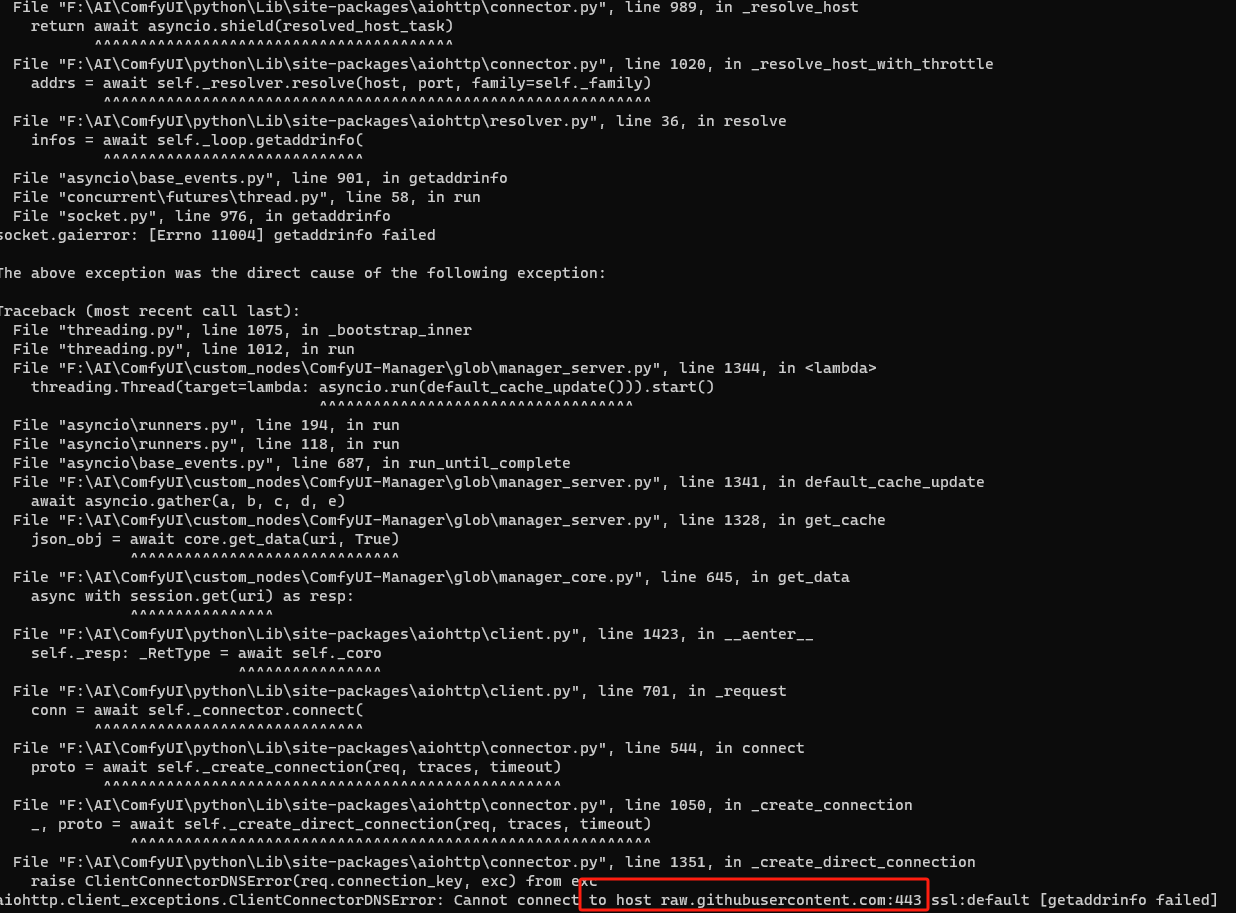 File "F:\AI\ComfyUI\python\Lib\site-packages\aiohttp\connector.py", line 989, in _resolve_host
return await asyncio.shield(resolved_host_task)
^^^^^^^^^^^^^^^^^^^^^^^^^^^^^^^^^^^^^^^^
File "F:\AI\ComfyUI\python\Lib\site-packages\aiohttp\connector.py", line 1020, in _resolve_host_with_throttle
addrs = await self._resolver.resolve(host, port, family=self._family)
^^^^^^^^^^^^^^^^^^^^^^^^^^^^^^^^^^^^^^^^^^^^^^^^^^^^^^^^^^^^^
File "F:\AI\ComfyUI\python\Lib\site-packages\aiohttp\resolver.py", line 36, in resolve
infos = await self._loop.getaddrinfo(
^^^^^^^^^^^^^^^^^^^^^^^^^^^^^
File "asyncio\base_events.py", line 901, in getaddrinfo
File "concurrent\futures\thread.py", line 58, in run
File "socket.py", line 976, in getaddrinfo
socket.gaierror: [Errno 11004] getaddrinfo failed
The above exception was the direct cause of the following exception:
Traceback (most recent call last):
File "threading.py", line 1075, in _bootstrap_inner
File "threading.py", line 1012, in run
File "F:\AI\ComfyUI\custom_nodes\ComfyUI-Manager\glob\manager_server.py", line 1344, in <lambda>
threading.Thread(target=lambda: asyncio.run(default_cache_update())).start()
^^^^^^^^^^^^^^^^^^^^^^^^^^^^^^^^^^^
File "asyncio\runners.py", line 194, in run
File "asyncio\runners.py", line 118, in run
File "asyncio\base_events.py", line 687, in run_until_complete
File "F:\AI\ComfyUI\custom_nodes\ComfyUI-Manager\glob\manager_server.py", line 1341, in default_cache_update
await asyncio.gather(a, b, c, d, e)
File "F:\AI\ComfyUI\custom_nodes\ComfyUI-Manager\glob\manager_server.py", line 1328, in get_cache
json_obj = await core.get_data(uri, True)
^^^^^^^^^^^^^^^^^^^^^^^^^^^^^^
File "F:\AI\ComfyUI\custom_nodes\ComfyUI-Manager\glob\manager_core.py", line 645, in get_data
async with session.get(uri) as resp:
^^^^^^^^^^^^^^^^
File "F:\AI\ComfyUI\python\Lib\site-packages\aiohttp\client.py", line 1423, in __aenter__
self._resp: _RetType = await self._coro
^^^^^^^^^^^^^^^^
File "F:\AI\ComfyUI\python\Lib\site-packages\aiohttp\client.py", line 701, in _request
conn = await self._connector.connect(
^^^^^^^^^^^^^^^^^^^^^^^^^^^^^^
File "F:\AI\ComfyUI\python\Lib\site-packages\aiohttp\connector.py", line 544, in connect
proto = await self._create_connection(req, traces, timeout)
^^^^^^^^^^^^^^^^^^^^^^^^^^^^^^^^^^^^^^^^^^^^^^^^^^^
File "F:\AI\ComfyUI\python\Lib\site-packages\aiohttp\connector.py", line 1050, in _create_connection
_, proto = await self._create_direct_connection(req, traces, timeout)
^^^^^^^^^^^^^^^^^^^^^^^^^^^^^^^^^^^^^^^^^^^^^^^^^^^^^^^^^^
File "F:\AI\ComfyUI\python\Lib\site-packages\aiohttp\connector.py", line 1351, in _create_direct_connection
raise ClientConnectorDNSError(req.connection_key, exc) from exc
aiohttp.client_exceptions.ClientConnectorDNSError: Cannot connect to host raw.githubusercontent.com:443 ssl:default [getaddrinfo failed]